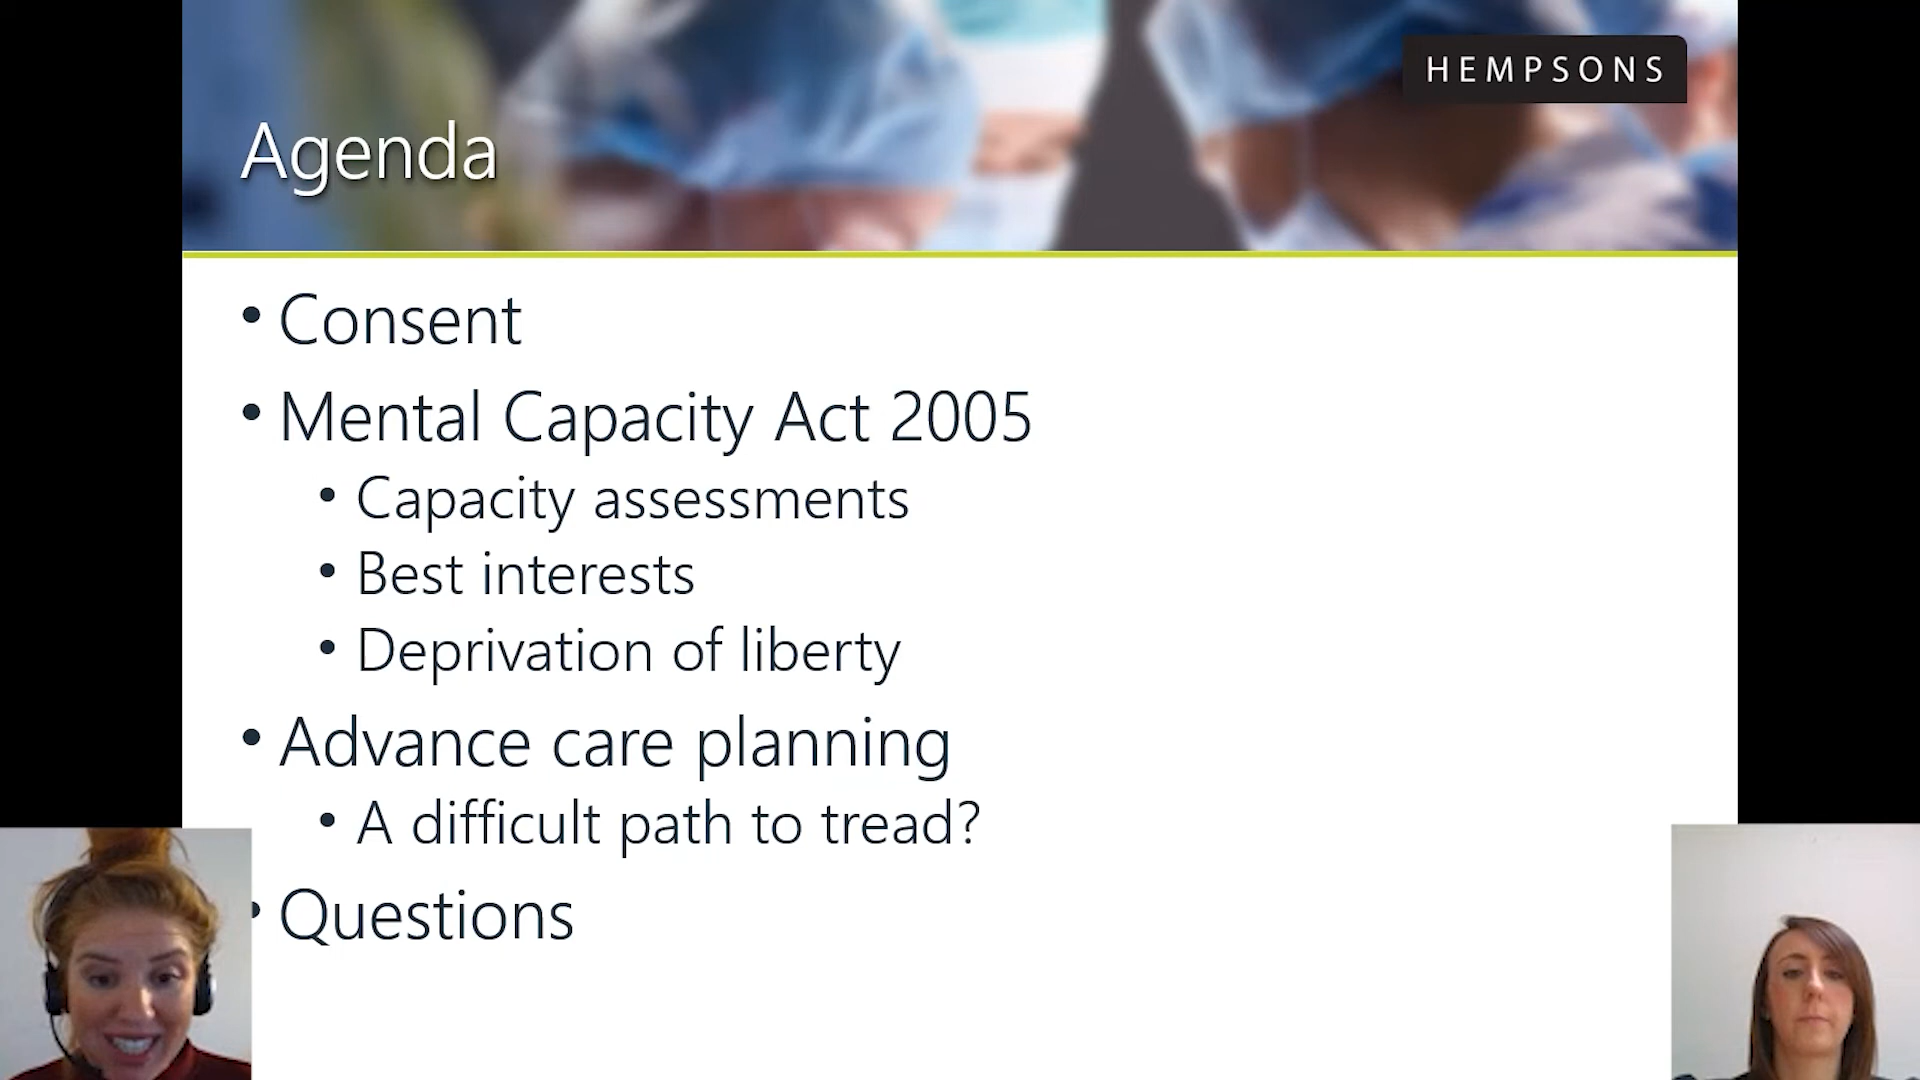 HEMPSONS
Agenda
• Consent
• Mental Capacity Act 2005
• Capacity assessments
• Best interests
• Deprivation of liberty
• Advance care planning
• A difficult path to tread?
• Questions